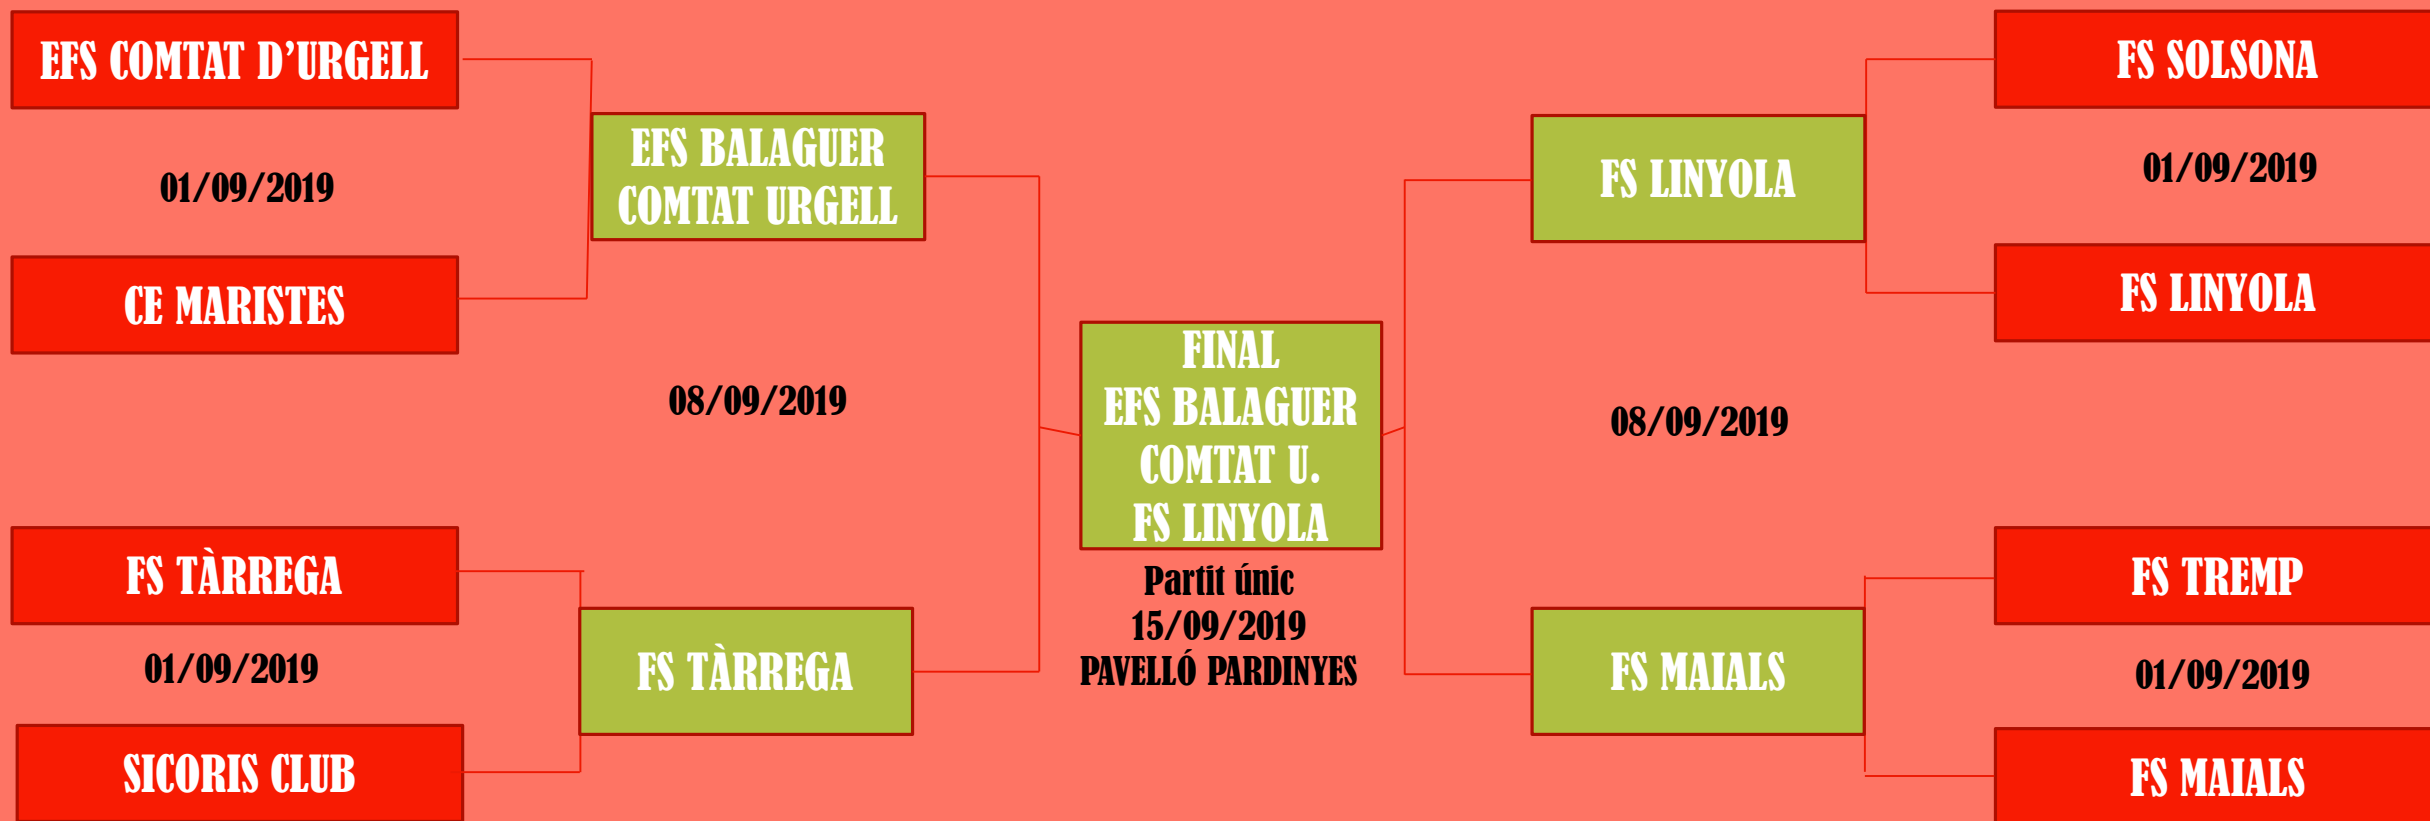 EFS COMTAT D’URGELL
01/09/2019
CE MARISTES
EFS BALAGUER
COMTAT URGELL
08/09/2019
FS TÀRREGA
01/09/2019
SICORIS CLUB
FS TÀRREGA
FINAL
EFS BALAGUER
COMTAT U.
FS LINYOLA
Partit únic
15/09/2019
PAVELLÓ PARDINYES
FS LINYOLA
08/09/2019
FS MAIALS
FS SOLSONA
01/09/2019
FS LINYOLA
FS TREMP
01/09/2019
FS MAIALS